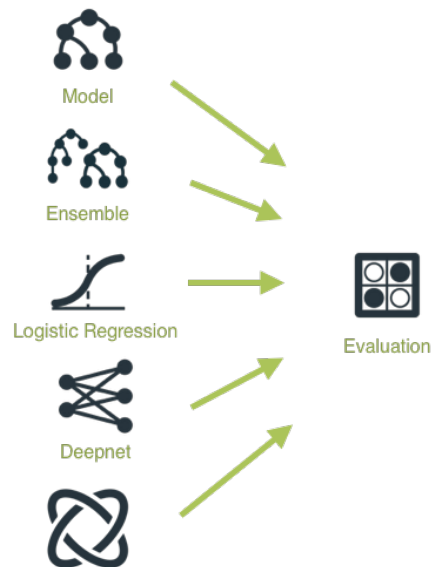 Model
Ensemble
Logistic Regression
Evaluation
Deepnet